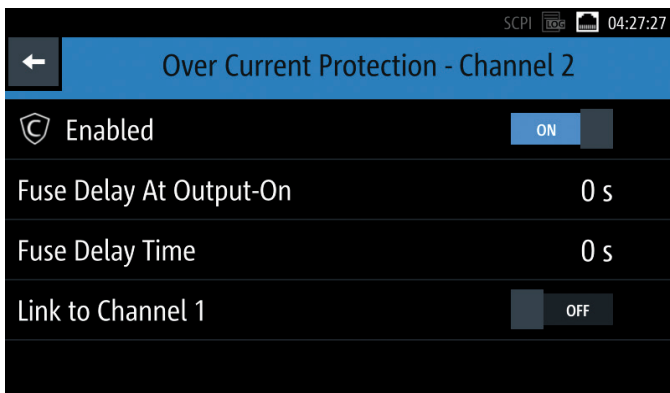 SCPI LOG 04:27:27
Over Current Protection - Channel 2
C Enabled ON
Fuse Delay At Output-On 0 s
Fuse Delay Time 0 s
Link to Channel 1 OFF